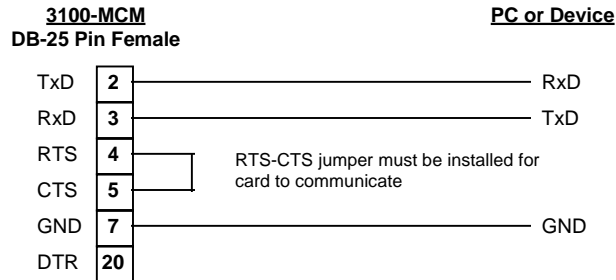 3100-MCM PC or Device
DB-25 Pin Female
TxD 2 RxD
RxD 3 TxD
RTS 4
RTS-CTS jumper must be installed for
card to communicate
CTS 5
GND 7 GND
DTR 20